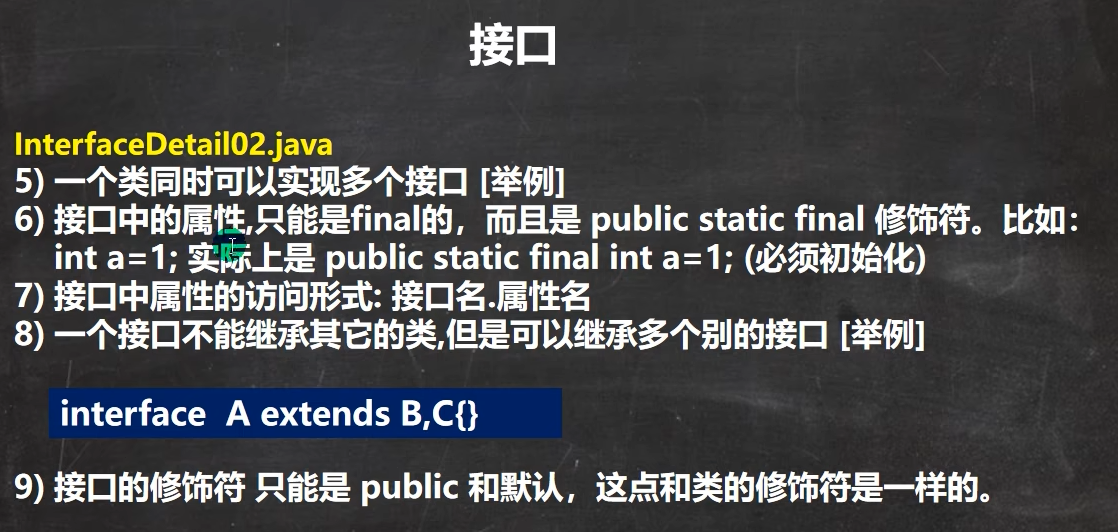 接口
InterfaceDetail02.java
5) 一个类同时可以实现多个接口 [举例]
6) 接口中的属性,只能是final的，而且是 public static final 修饰符。比如：
int a=1; 实际上是 public static final int a=1; (必须初始化)
7) 接口中属性的访问形式: 接口名.属性名
8) 一个接口不能继承其它的类,但是可以继承多个别的接口 [举例]
interface A extends B,C{}
9) 接口的修饰符 只能是 public 和默认，这点和类的修饰符是一样的。